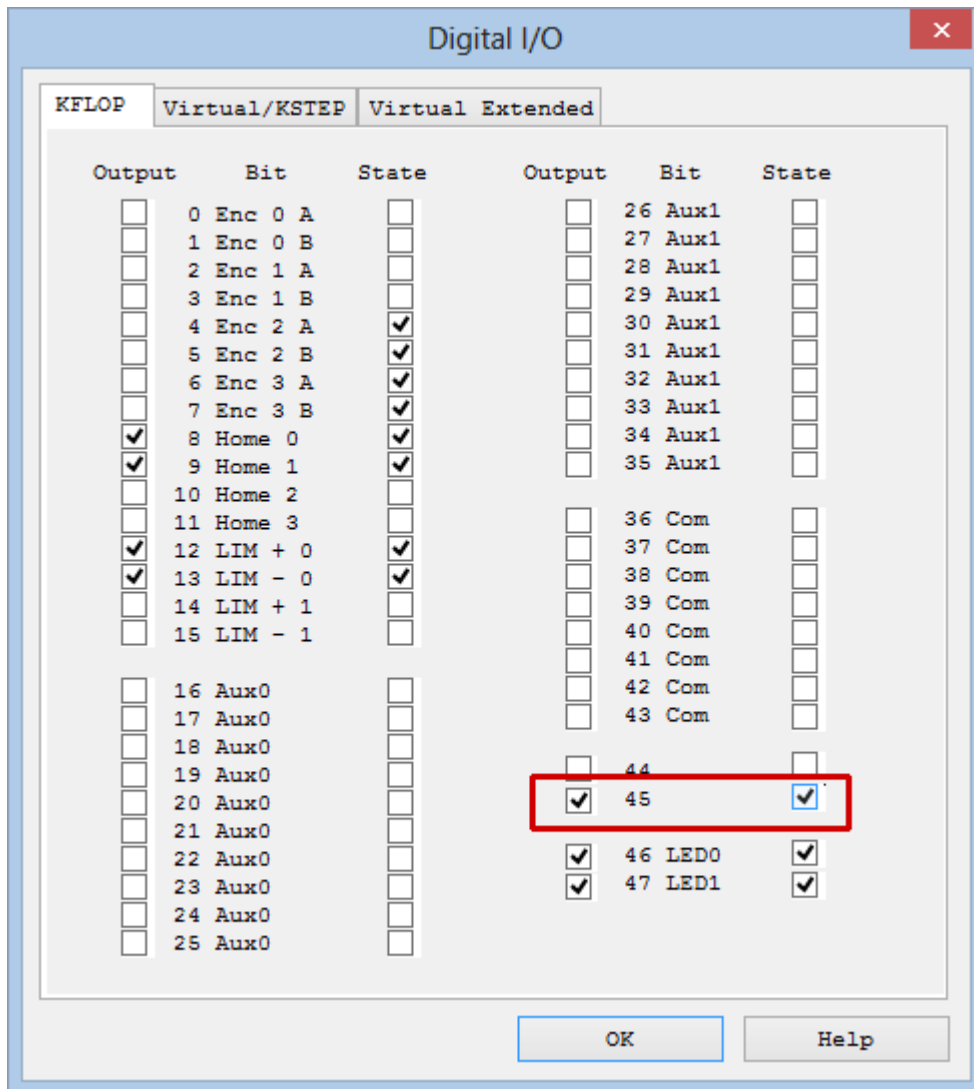 Digital I/O
KFLOP
Virtual/KSTEP
Virtual Extended
Output Bit State
0 Enc 0 A
1 Enc 0 B
2 Enc 1 A
3 Enc 1 B
4 Enc 2 A
5 Enc 2 B
6 Enc 3 A
7 Enc 3 B
8 Home 0
9 Home 1
10 Home 2
11 Home 3
12 LIM + 0
13 LIM - 0
14 LIM + 1
15 LIM - 1
16 Aux0
17 Aux0
18 Aux0
19 Aux0
20 Aux0
21 Aux0
22 Aux0
23 Aux0
24 Aux0
25 Aux0
Output Bit State
26 Aux1
27 Aux1
28 Aux1
29 Aux1
30 Aux1
31 Aux1
32 Aux1
33 Aux1
34 Aux1
35 Aux1
36 Com
37 Com
38 Com
39 Com
40 Com
41 Com
42 Com
43 Com
44
45
46 LED0
47 LED1
OK
Help